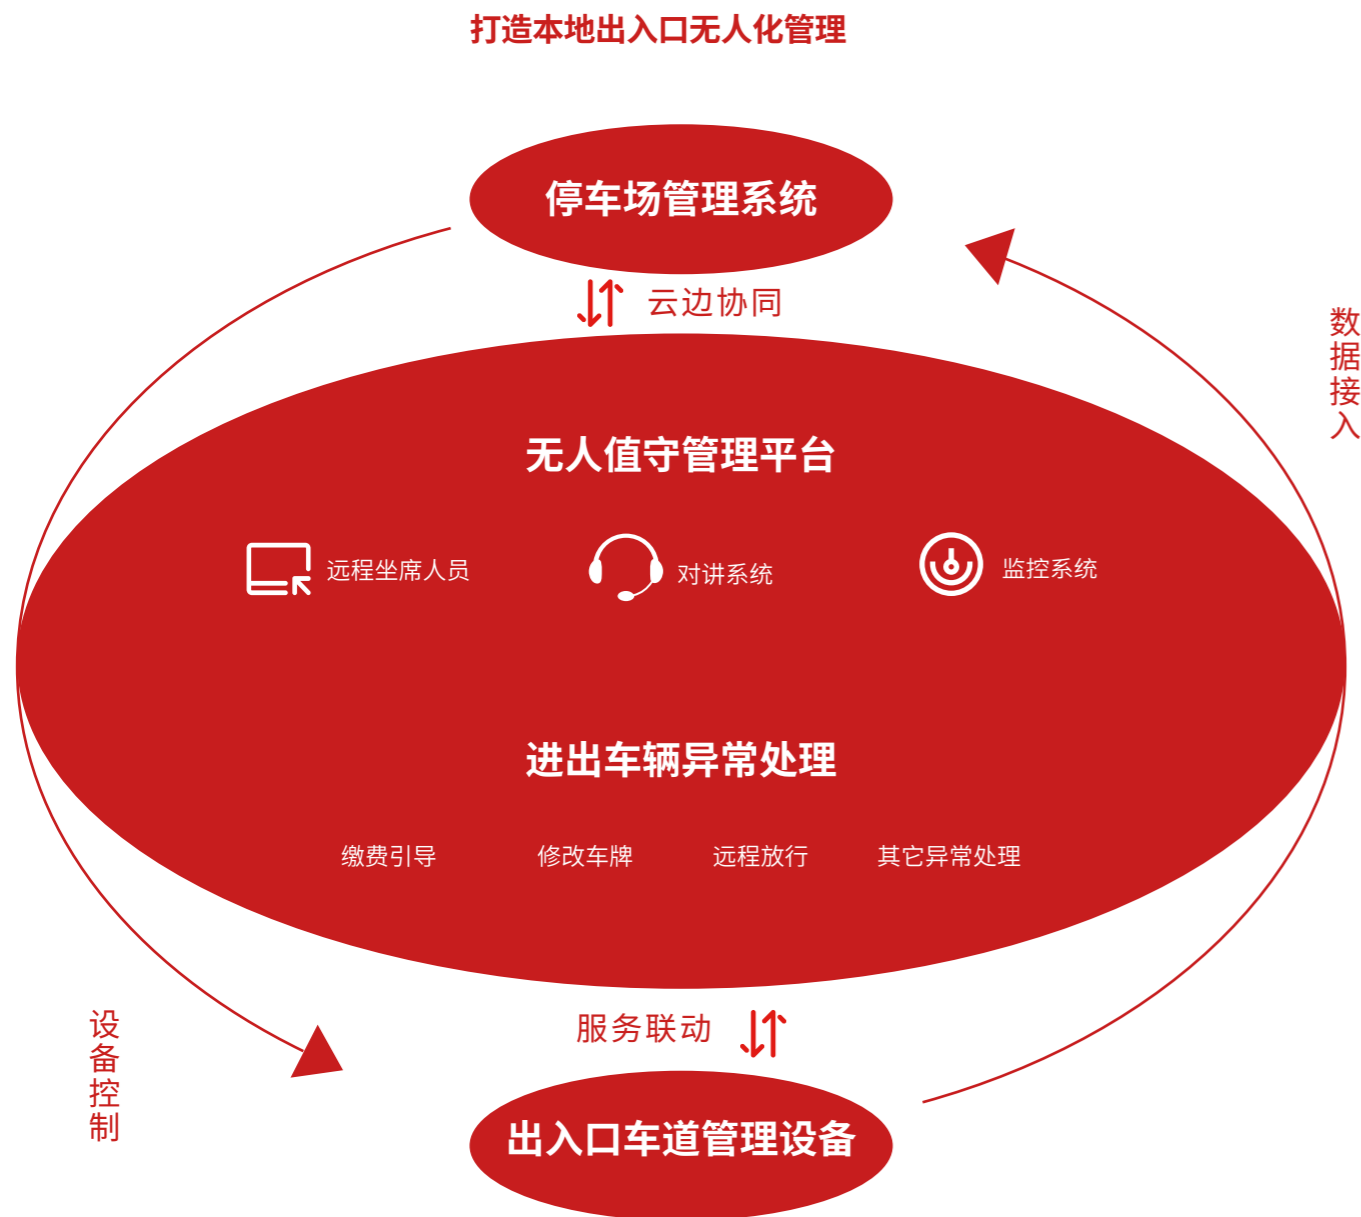 打造本地出入口无人化管理
停车场管理系统
云边协同
数据接入
无人值守管理平台
远程坐席人员
对讲系统
监控系统
进出车辆异常处理
缴费引导
修改车牌
远程放行
其它异常处理
设备控制
服务联动
出入口车道管理设备